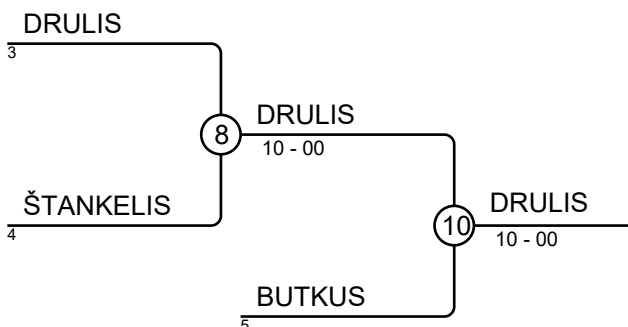 DRULIS
3
8
DRULIS
10 - 00
ŠTANKELIS
4
10
DRULIS
10 - 00
BUTKUS
5